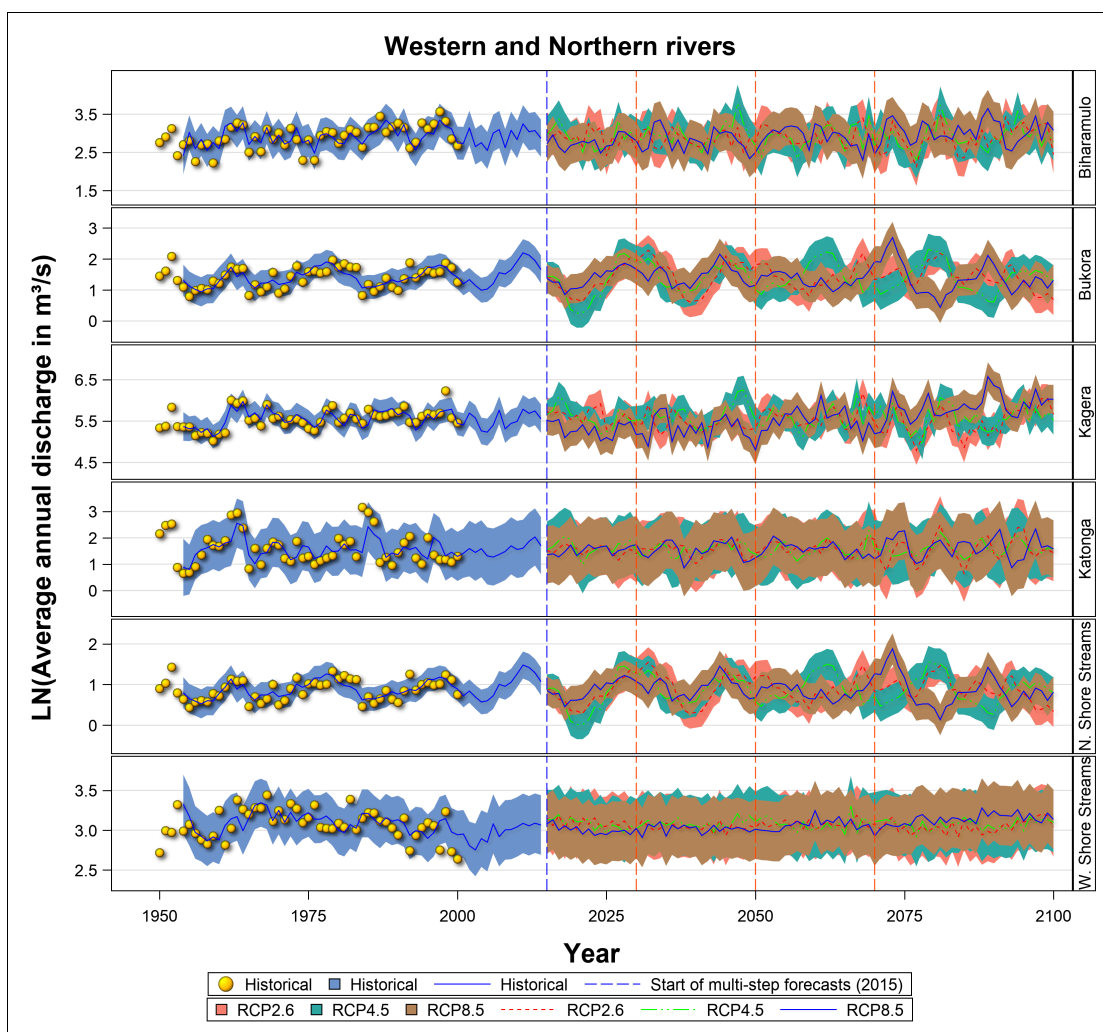 Western and Northern rivers
LN(Average annual discharge in m³/s)
3.5
2.5
1.5
Biharamulo
3
2
1
0
Bukora
6.5
5.5
4.5
Kagera
3
2
1
0
Katonga
2
1
0
N. Shore Streams
3.5
3.0
2.5
W. Shore Streams
1950 1975 2000 2025 2050 2075 2100
Year
Historical Historical Historical Start of multi-step forecasts (2015)
RCP2.6 RCP4.5 RCP8.5 RCP2.6 RCP4.5 RCP8.5